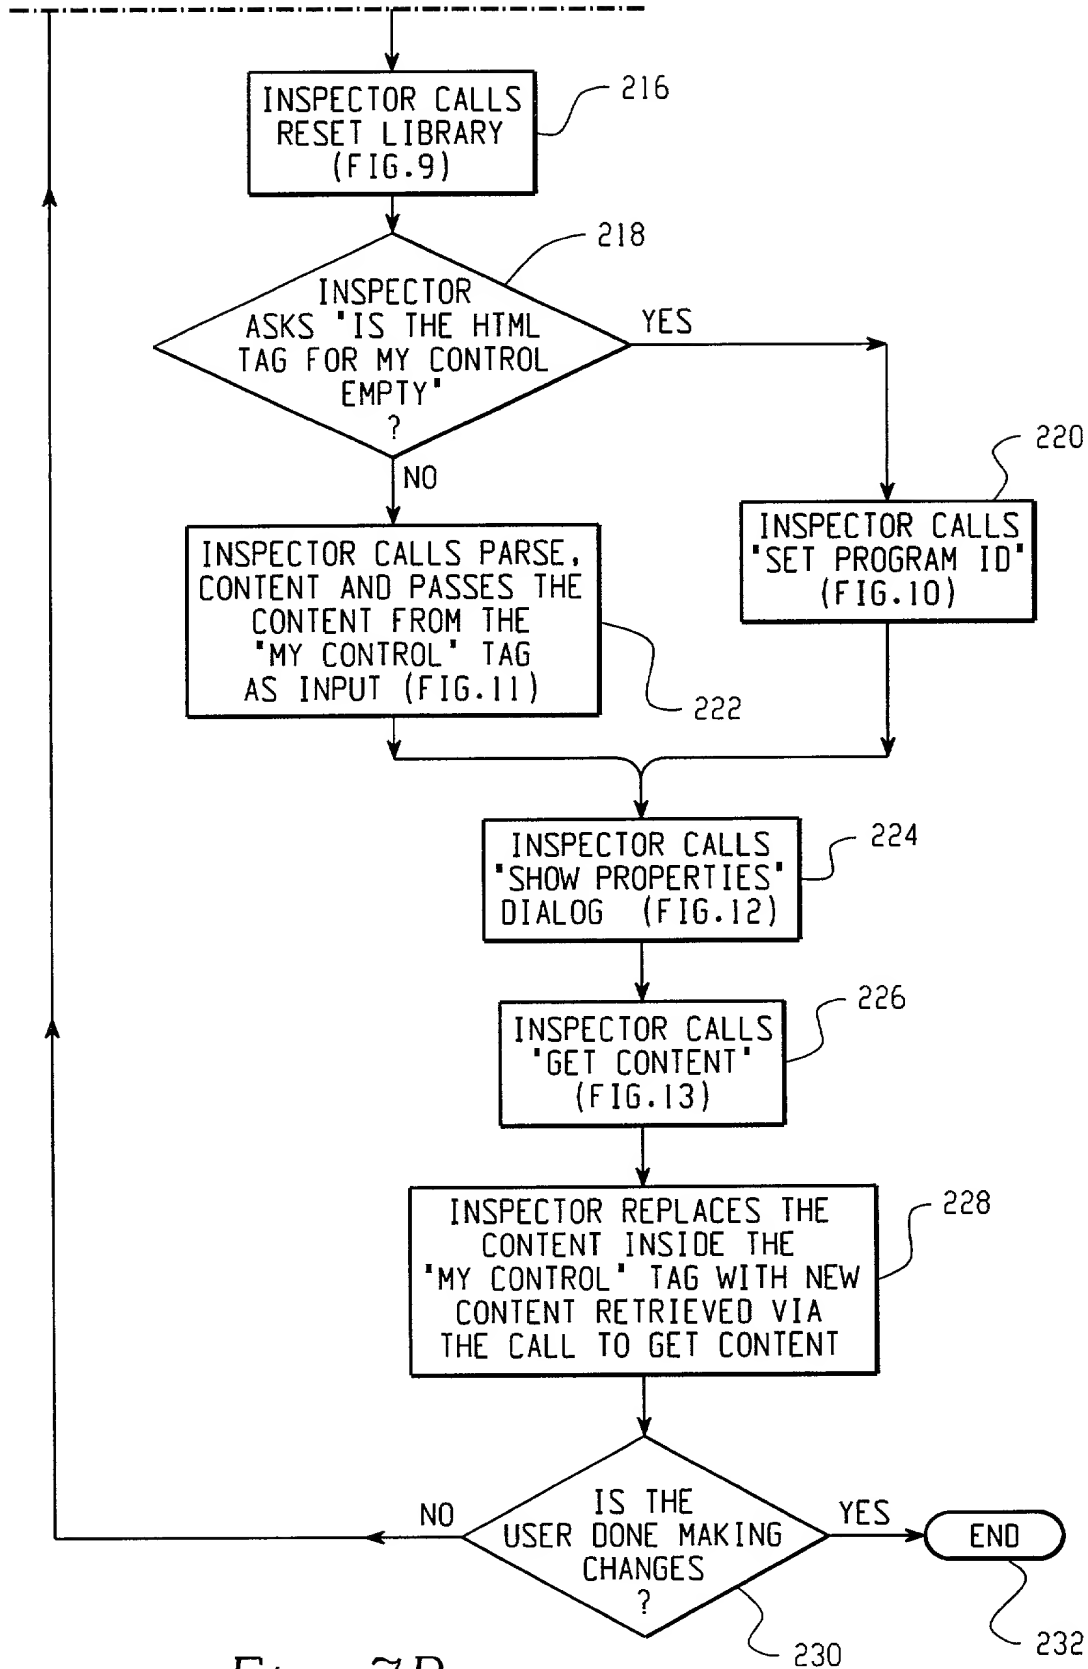 INSPECTOR CALLS
RESET LIBRARY
(FIG.9)
216
218
INSPECTOR
ASKS "IS THE HTML
TAG FOR MY CONTROL
EMPTY"
?
YES
NO
220
INSPECTOR CALLS
"SET PROGRAM ID"
(FIG.10)
INSPECTOR CALLS PARSE,
CONTENT AND PASSES THE
CONTENT FROM THE
"MY CONTROL" TAG
AS INPUT (FIG.11)
222
INSPECTOR CALLS
"SHOW PROPERTIES"
DIALOG (FIG.12)
224
INSPECTOR CALLS
"GET CONTENT"
(FIG.13)
226
INSPECTOR REPLACES THE
CONTENT INSIDE THE
"MY CONTROL" TAG WITH NEW
CONTENT RETRIEVED VIA
THE CALL TO GET CONTENT
228
NO
IS THE
USER DONE MAKING
CHANGES
?
YES
END
230
232